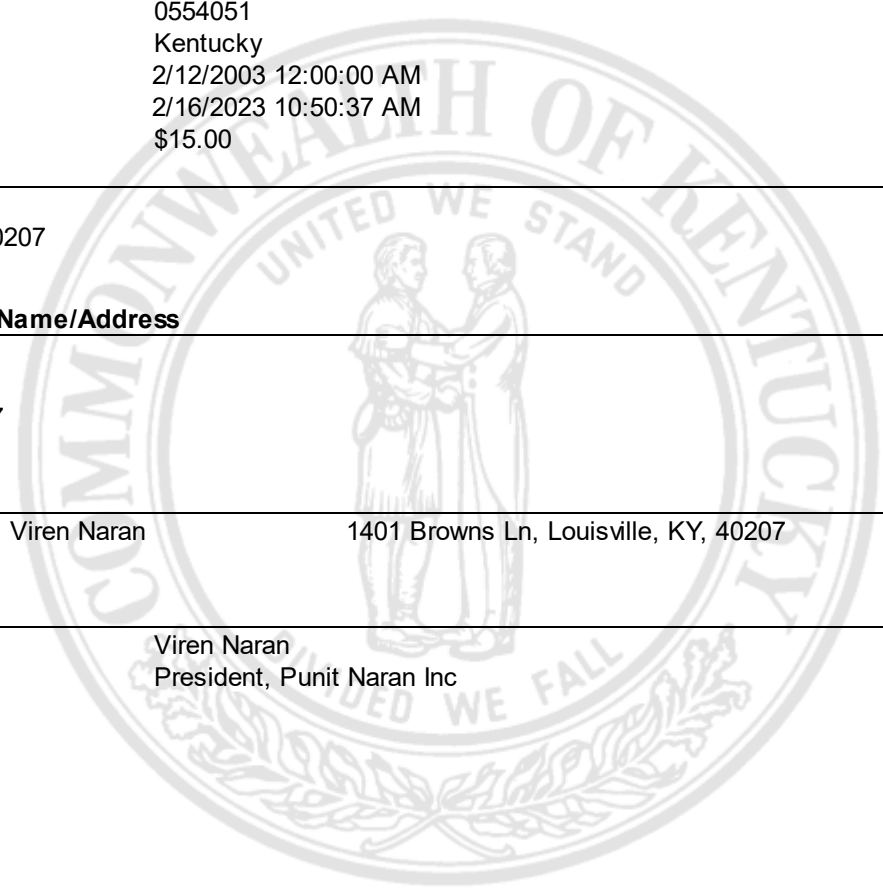 0554051
Kentucky
2/12/2003 12:00:00 AM
2/16/2023 10:50:37 AM
$15.00
0207
Name/Address
Viren Naran 1401 Browns Ln, Louisville, KY, 40207
Viren Naran
President, Punit Naran Inc
COMMONWEALTH OF KENTUCKY
UNITED WE STAND
DIVIDED WE FALL